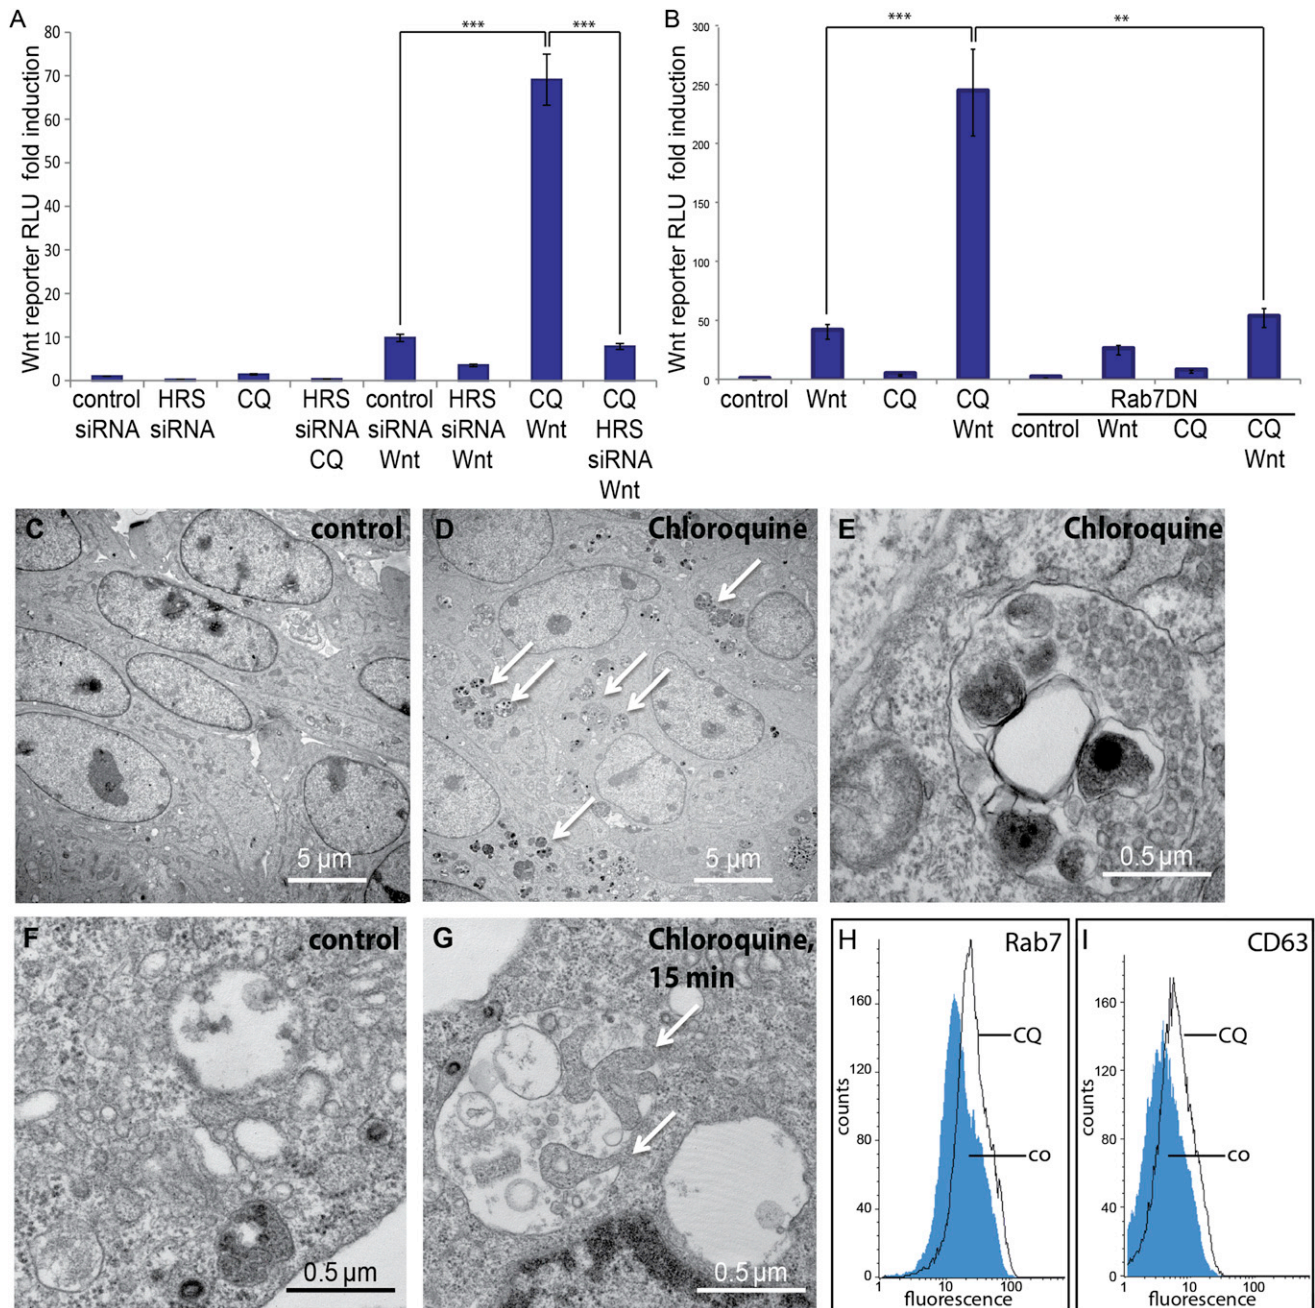 A
Wnt reporter RLU fold induction
80
70
60
50
40
30
20
10
0
*** ***
control siRNA
HRS siRNA
CQ
HRS siRNA CQ
control siRNA Wnt
HRS siRNA Wnt
CQ Wnt
CQ HRS siRNA Wnt
B
Wnt reporter RLU fold induction
300
250
200
150
100
50
0
*** **
control
Wnt
CQ
CQ Wnt
Rab7DN
control
Wnt
CQ
CQ Wnt
C
control
5 µm
D
Chloroquine
5 µm
E
Chloroquine
0.5 µm
F
control
0.5 µm
G
Chloroquine,
15 min
0.5 µm
H
Rab7
counts
160
120
80
40
0
CQ
co
10 100
fluorescence
I
CD63
counts
160
120
80
40
0
CQ
co
1 10 100
fluorescence